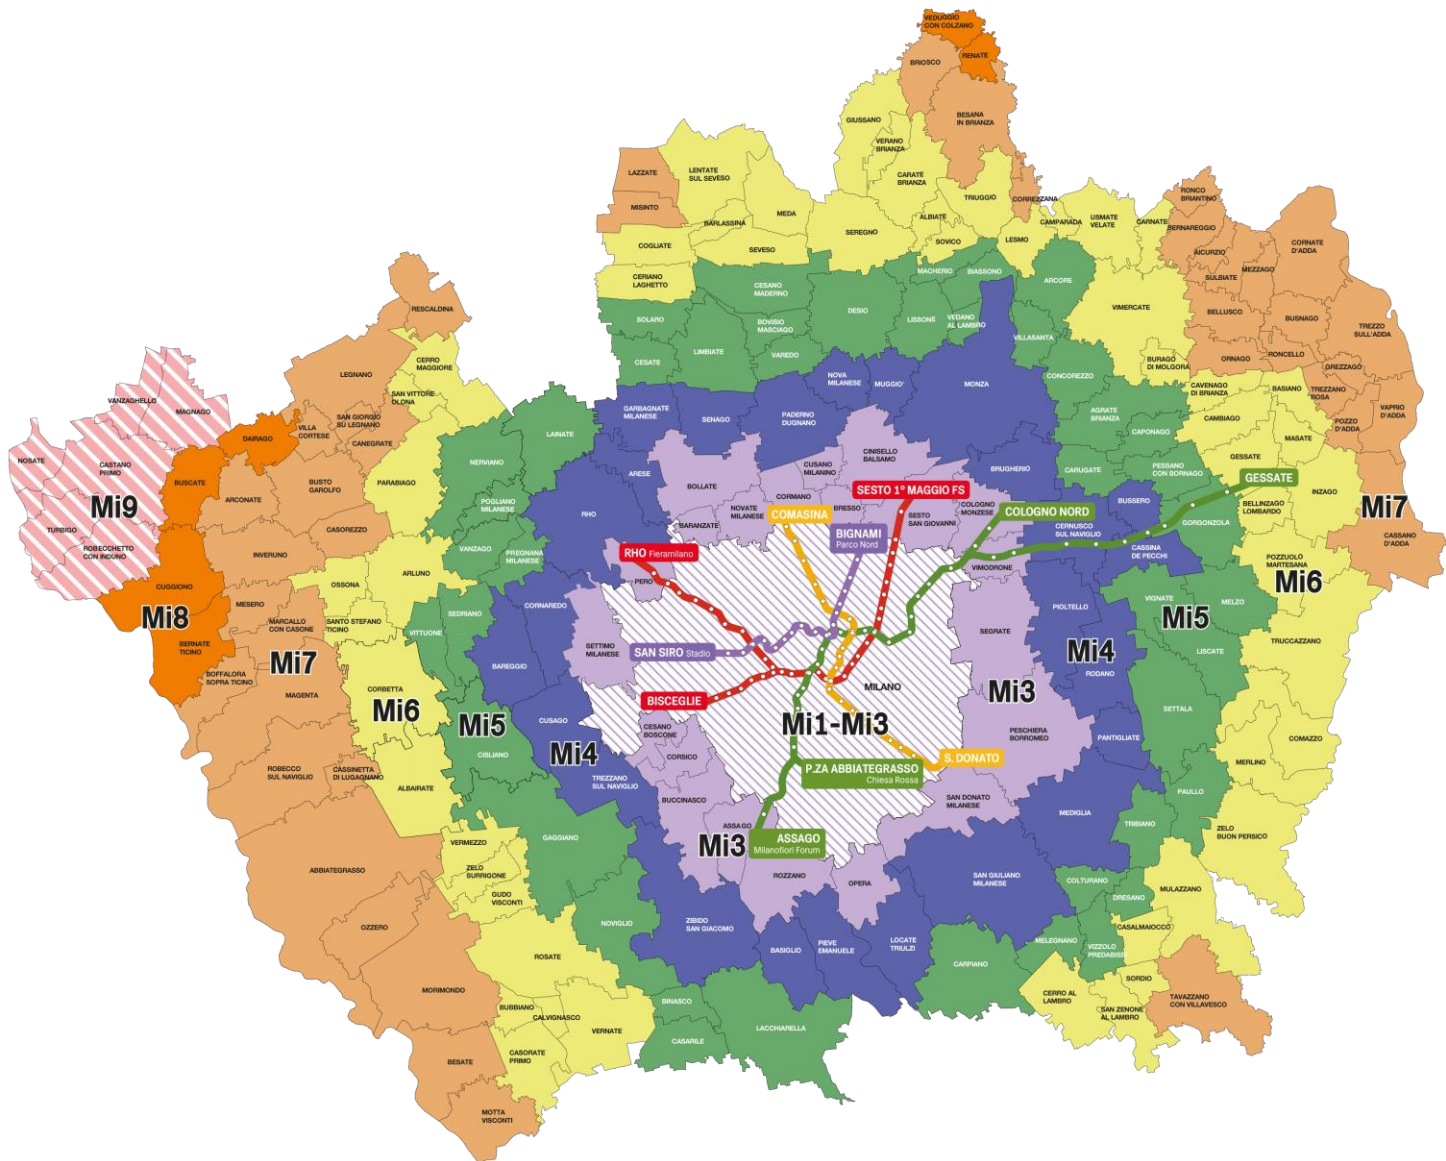 VEDUGGIO
CON COLZANO
RENATE
BRIOSCO
BESANA
IN BRIANZA
GIUSSANO
VERANO
BRIANZA
CARATE
BRIANZA
LAZZATE
LENTATE
SUL SEVESO
MISINTO
BARLASSINA
MEDA
COGLIATE
SEVESO
SEREGNO
ALBIATE
TRIUGGIO
SOVICO
CORREZZANA
LESMO
CAMPARADA
USMATE
VELATE
CARNATE
RONCO
BRIANTINO
BERNAREGGIO
AICURZIO
SULBIATE
MEZZAGO
CORNATE
D'ADDA
CERIANO
LAGHETTO
CESANO
MADERNO
MACHERIO
BIASSONO
ARCORE
VIMERCATE
BELLUSCO
BUSNAGO
TREZZO
SULL'ADDA
SOLARO
BOVISIO
MASCIAGO
DESIO
LISSONE
VEDANO
AL LAMBRO
VILLASANTA
CESATE
LIMBIATE
VAREDO
ORNAGO
RONCELLO
GREZZAGO
BURAGO
DI MOLGORA
CAVENAGO
DI BRIANZA
BASIANO
TREZZANO
ROSA
VAPRIO
D'ADDA
POZZO
D'ADDA
CONCOREZZO
AGRATE
BRIANZA
CAPONAGO
CAMBIAGO
MASATE
GESSATE
RESCALDINA
CERRO
MAGGIORE
LEGNANO
SAN VITTORE
OLONA
SAN GIORGIO
SU LEGNANO
VILLA
CORTESE
CANEGRATE
VANZAGHELLO
MAGNAGO
DAIRAGO
NOSATE
CASTANO
PRIMO
BUSCATE
ARCONATE
BUSTO
GAROLFO
PARABIAGO
Mi9
TURBIGO
CASOREZZO
ROBECCHETTO
CON INDUNO
INVERUNO
CUGGIONO
Mi8
OSSONA
ARLUNO
MESERO
MARCALLO
CON CASONE
SANTO STEFANO
TICINO
BERNATE
TICINO
BOFFALORA
SOPRA TICINO
Mi7
MAGENTA
CORBETTA
Mi6
LAINATE
NERVIANO
POGLIANO
MILANESE
VANZAGO
PREGNANA
MILANESE
SEDRIANO
VITTUONE
Mi5
CISLIANO
GARBAGNATE
MILANESE
SENAGO
PADERNO
DUGNANO
NOVA
MILANESE
MUGGIO'
MONZA
BRUGHERIO
ARESE
RHO
BOLLATE
CUSANO
MILANINO
CINISELLO
BALSAMO
CORMANO
NOVATE
MILANESE
BARANZATE
BRESSO
SESTO
SAN GIOVANNI
COLOGNO
MONZESE
SESTO 1° MAGGIO FS
COMASINA
BIGNAMI
Parco Nord
COLOGNO NORD
GESSATE
RHO Fieramilano
PERO
VIMODRONE
CARUGATE
PESSANO
CON BORNAGO
BUSSERO
CERNUSCO
SUL NAVIGLIO
CASSINA
DE PECCHI
GORGONZOLA
BELLINZAGO
LOMBARDO
INZAGO
Mi7
CASSANO
D'ADDA
POZZUOLO
MARTESANA
Mi6
CORNAREDO
SETTIMO
MILANESE
BAREGGIO
SAN SIRO Stadio
BISCEGLIE
MILANO
Mi1-Mi3
CUSAGO
Mi4
CESANO
BOSCONE
CORSICO
TREZZANO
SUL NAVIGLIO
BUCCINASCO
P.ZA ABBIATEGRASSO
Chiesa Rossa
S. DONATO
ASSAGO
Mi3
ASSAGO
Milanofiori Forum
SAN DONATO
MILANESE
SEGRATE
Mi3
PESCHIERA
BORROMEO
PIOLTELLO
Mi4
RODANO
PANTIGLIATE
VIGNATE
MELZO
Mi5
LISCATE
SETTALA
TRUCCAZZANO
COMAZZO
MERLINO
PAULLO
ZELO
BUON PERSICO
TRIBIANO
MEDIGLIA
ROBECCO
SUL NAVIGLIO
CASSINETTA
DI LUGAGNANO
ALBAIRATE
ABBIATEGRASSO
VERMEZZO
ZELO
SURRIGONE
GUDO
VISCONTI
GAGGIANO
OZZERO
NOVIGLIO
ROSATE
MORIMONDO
BUBBIANO
CALVIGNASCO
VERNATE
BESATE
CASORATE
PRIMO
MOTTA
VISCONTI
ROZZANO
OPERA
ZIBIDO
SAN GIACOMO
BASIGLIO
PIEVE
EMANUELE
LOCATE
TRIULZI
BINASCO
CASARILE
LACCHIARELLA
SAN GIULIANO
MILANESE
COLTURANO
DRESANO
MULAZZANO
CASALMAIOCCO
MELEGNANO
VIZZOLO
PREDABISSI
CARPIANO
CERRO AL
LAMBRO
SORDIO
SAN ZENONE
AL LAMBRO
TAVAZZANO
CON VILLAVESCO